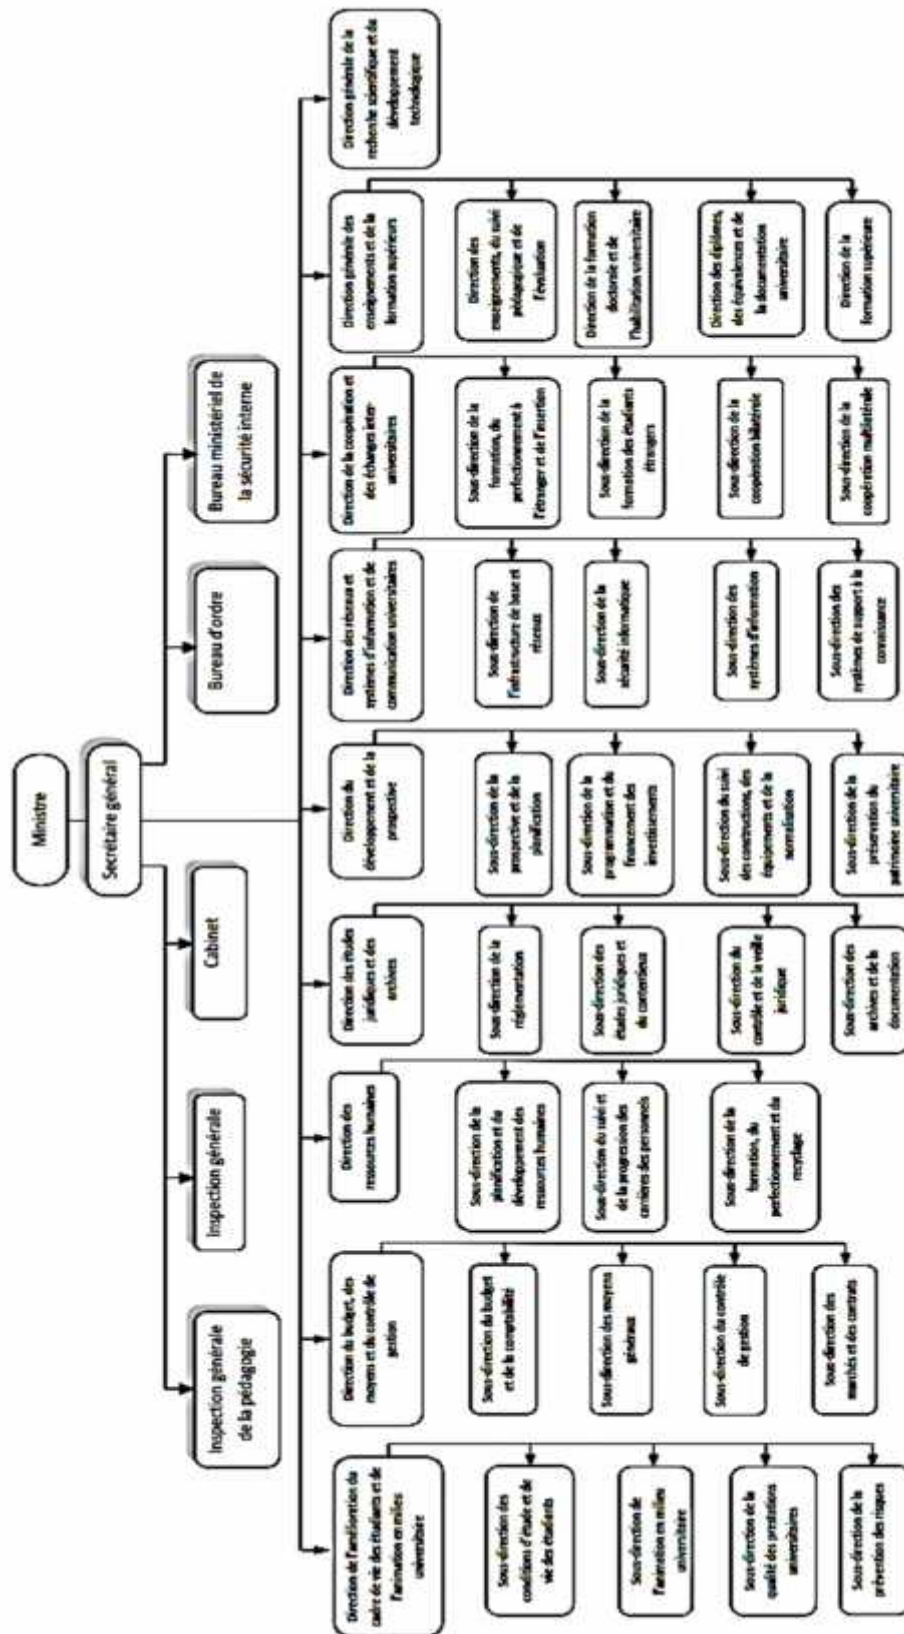 Ministre
Secrétaire général
Inspection générale
de la pédagogie
Inspection générale
Cabinet
Bureau d'ordre
Bureau ministériel de
la sécurité interne
Direction de l'amélioration du
cadre de vie des étudiants et de
l'animation en milieu
universitaire
Sous-direction des
conditions d'étude et de
vie des étudiants
Sous-direction de
l'animation en milieu
universitaire
Sous-direction de la
qualité des prestations
universitaires
Sous-direction de la
prévention des risques
Direction du budget, des
moyens et du contrôle de
gestion
Sous-direction du budget
et de la comptabilité
Sous-direction des moyens
généraux
Sous-direction du contrôle
de gestion
Sous-direction des
marchés et des contrats
Direction des
ressources humaines
Sous-direction de la
planification et du
développement des
ressources humaines
Sous-direction du suivi et
de la progression des
carrières des personnels
Sous-direction de la
formation, du
perfectionnement et du
recyclage
Direction des études
juridiques et des
archives
Sous-direction de la
réglementation
Sous-direction des
études juridiques et
du contentieux
Sous-direction du
contrôle et de la veille
juridique
Sous-direction des
archives et de la
documentation
Direction du
développement et de la
prospective
Sous-direction de la
prospective et de la
planification
Sous-direction de la
programmation et du
financement des
investissements
Sous-direction du suivi
des constructions, des
équipements et de la
normalisation
Sous-direction de la
préservation du
patrimoine universitaire
Direction des réseaux et
systèmes d'information et de
communication universitaires
Sous-direction de
l'infrastructure de base et
réseaux
Sous-direction de la
sécurité informatique
Sous-direction des
systèmes d'information
Sous-direction des
systèmes de support à la
connaissance
Direction de la coopération et
des échanges inter-
universitaires
Sous-direction de la
formation, du
perfectionnement à
l'étranger et de l'insertion
Sous-direction de la
formation des étudiants
étrangers
Sous-direction de la
coopération bilatérale
Sous-direction de la
coopération multilatérale
Direction générale des
enseignements et de la
formation supérieurs
Direction des
enseignements, du suivi
pédagogique et de
l'évaluation
Direction de la formation
doctorale et de
l'habilitation universitaire
Direction des diplômes,
des équivalences et de
la documentation
universitaire
Direction de la
formation supérieure
Direction générale de la
recherche scientifique et du
développement
technologique